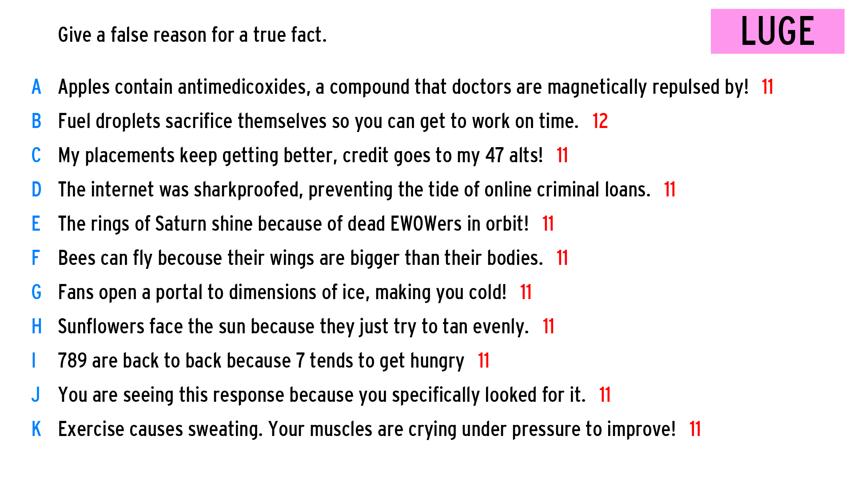 Give a false reason for a true fact.
LUGE
A Apples contain antimedicoxides, a compound that doctors are magnetically repulsed by! 11
B Fuel droplets sacrifice themselves so you can get to work on time. 12
C My placements keep getting better, credit goes to my 47 alts! 11
D The internet was sharkproofed, preventing the tide of online criminal loans. 11
E The rings of Saturn shine because of dead EWOWers in orbit! 11
F Bees can fly becouse their wings are bigger than their bodies. 11
G Fans open a portal to dimensions of ice, making you cold! 11
H Sunflowers face the sun because they just try to tan evenly. 11
I 789 are back to back because 7 tends to get hungry 11
J You are seeing this response because you specifically looked for it. 11
K Exercise causes sweating. Your muscles are crying under pressure to improve! 11